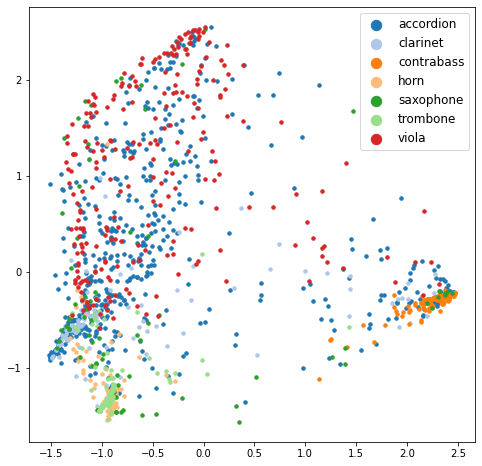 accordion
clarinet
contrabass
horn
saxophone
trombone
viola
2
1
0
−1
−1.5
−1.0
−0.5
0.0
0.5
1.0
1.5
2.0
2.5